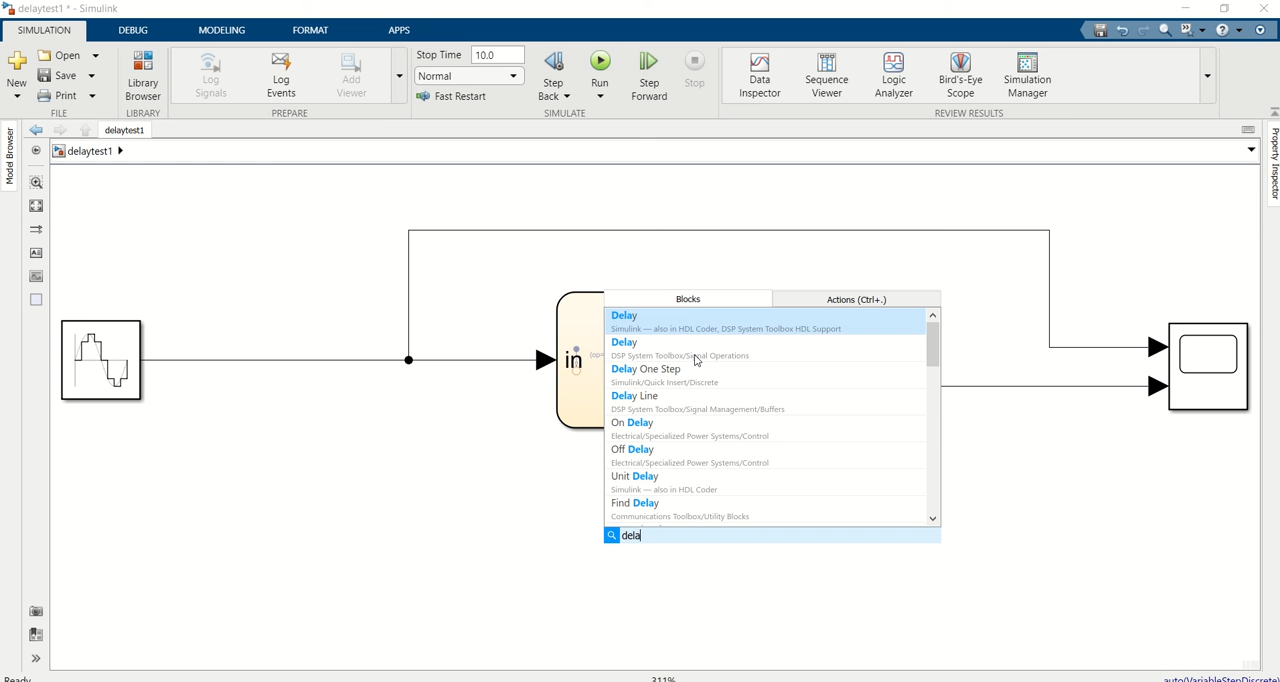 delaytest1 * - Simulink
SIMULATION DEBUG MODELING FORMAT APPS
New
Open
Save
Print
FILE
Library Browser
LIBRARY
Log Signals
Log Events
Add Viewer
PREPARE
Stop Time 10.0
Normal
Fast Restart
Step Back
Run
Step Forward
Stop
SIMULATE
Data Inspector
Sequence Viewer
Logic Analyzer
Bird's-Eye Scope
Simulation Manager
REVIEW RESULTS
Model Browser
Property Inspector
delaytest1
delaytest1
in
Blocks Actions (Ctrl+.)
Delay
Simulink — also in HDL Coder, DSP System Toolbox HDL Support
Delay
DSP System Toolbox/Signal Operations
Delay One Step
Simulink/Quick Insert/Discrete
Delay Line
DSP System Toolbox/Signal Management/Buffers
On Delay
Electrical/Specialized Power Systems/Control
Off Delay
Electrical/Specialized Power Systems/Control
Unit Delay
Simulink — also in HDL Coder
Find Delay
Communications Toolbox/Utility Blocks
dela
Ready 311% auto(VariableStepDiscrete)